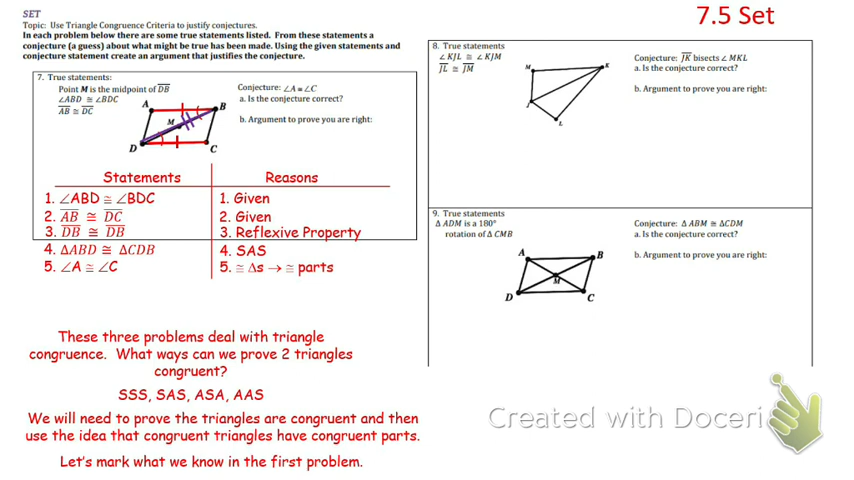 7.5 Set
SET
Topic: Use Triangle Congruence Criteria to justify conjectures.
In each problem below there are some true statements listed. From these statements a
conjecture (a guess) about what might be true has been made. Using the given statements and
conjecture statement create an argument that justifies the conjecture.
7. True statements:
Point M is the midpoint of DB
∠ABD ≅ ∠BDC
AB ≅ DC
Conjecture: ∠A ≅ ∠C
a. Is the conjecture correct?
b. Argument to prove you are right:
A
B
M
D
C
Statements
Reasons
1. ∠ABD ≅ ∠BDC
1. Given
2. AB ≅ DC
2. Given
3. DB ≅ DB
3. Reflexive Property
4. ΔABD ≅ ΔCDB
4. SAS
5. ∠A ≅ ∠C
5. ≅ Δs → ≅ parts
These three problems deal with triangle
congruence. What ways can we prove 2 triangles
congruent?
SSS, SAS, ASA, AAS
We will need to prove the triangles are congruent and then
use the idea that congruent triangles have congruent parts.
Let's mark what we know in the first problem.
8. True statements
∠ KJL ≅ ∠ KJM
JL ≅ JM
M
K
J
L
Conjecture: JK bisects ∠ MKL
a. Is the conjecture correct?
b. Argument to prove you are right:
9. True statements
Δ ADM is a 180°
rotation of Δ CMB
A
B
M
D
C
Conjecture: Δ ABM ≅ ΔCDM
a. Is the conjecture correct?
b. Argument to prove you are right:
Created with Doceri